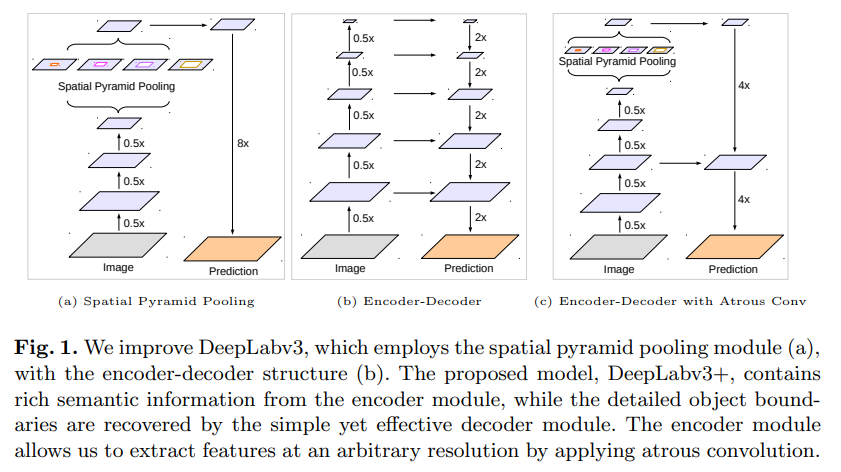 Spatial Pyramid Pooling
0.5x
0.5x
0.5x
8x
Image
Prediction
0.5x
2x
0.5x
2x
0.5x
2x
0.5x
2x
0.5x
2x
Image
Prediction
Spatial Pyramid Pooling
0.5x
0.5x
0.5x
0.5x
4x
4x
Image
Prediction
(a) Spatial Pyramid Pooling
(b) Encoder-Decoder
(c) Encoder-Decoder with Atrous Conv
Fig. 1. We improve DeepLabv3, which employs the spatial pyramid pooling module (a),
with the encoder-decoder structure (b). The proposed model, DeepLabv3+, contains
rich semantic information from the encoder module, while the detailed object bound-
aries are recovered by the simple yet effective decoder module. The encoder module
allows us to extract features at an arbitrary resolution by applying atrous convolution.